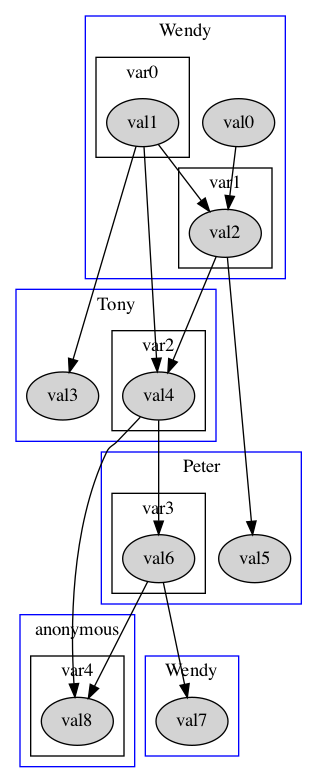 Wendy
var0
val1
val0
var1
val2
Tony
var2
val3
val4
Peter
var3
val6
val5
anonymous
Wendy
var4
val8
val7